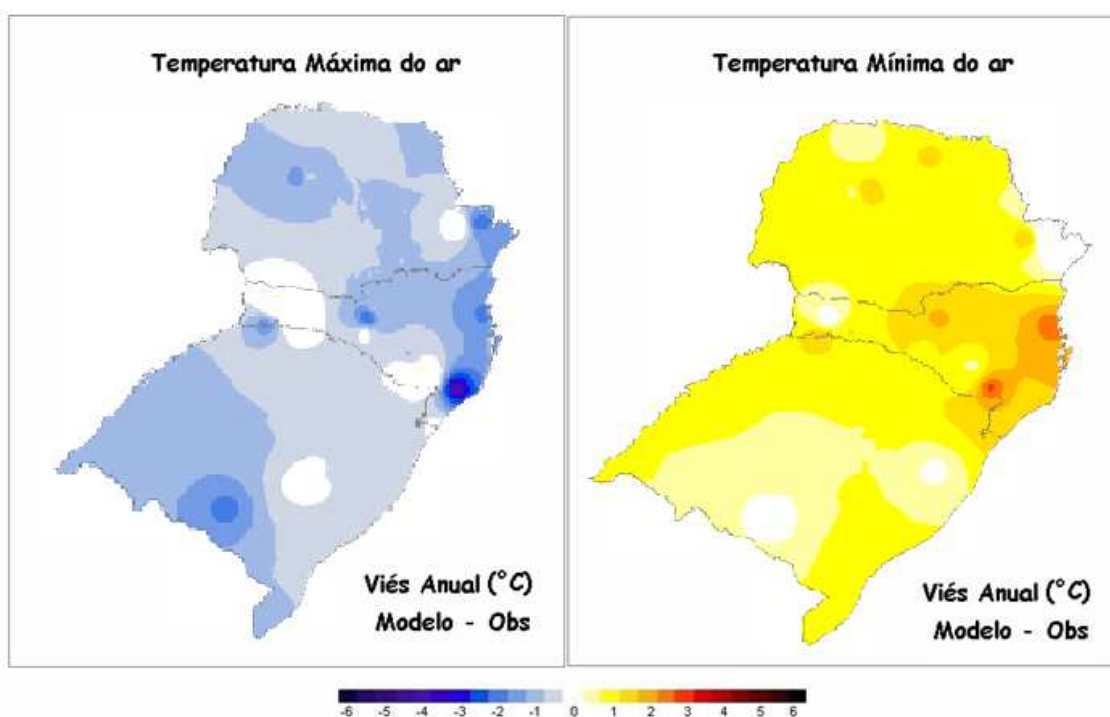 Temperatura Máxima do ar
Viés Anual (°C)
Modelo - Obs
Temperatura Mínima do ar
Viés Anual (°C)
Modelo - Obs
-6 -5 -4 -3 -2 -1 0 1 2 3 4 5 6